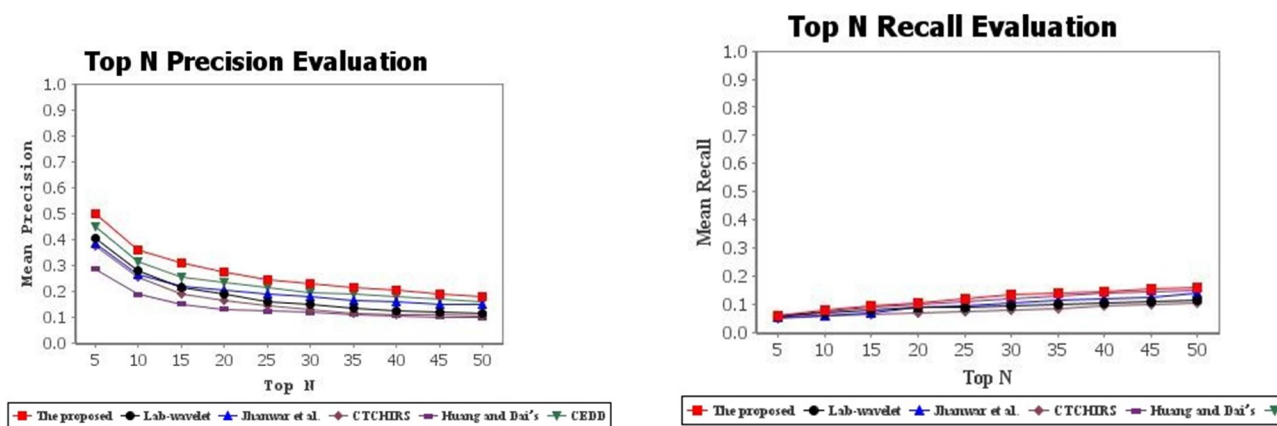 Top N Precision Evaluation
1.0
0.9
0.8
0.7
0.6
0.5
0.4
0.3
0.2
0.1
0.0
Mean Precision
5 10 15 20 25 30 35 40 45 50
Top N
The proposed Lab-wavelet Jhanwar et al. CTCHIRS Huang and Dai's CEDD
Top N Recall Evaluation
1.0
0.9
0.8
0.7
0.6
0.5
0.4
0.3
0.2
0.1
0.0
Mean Recall
5 10 15 20 25 30 35 40 45 50
Top N
The proposed Lab-wavelet Jhanwar et al. CTCHIRS Huang and Dai's